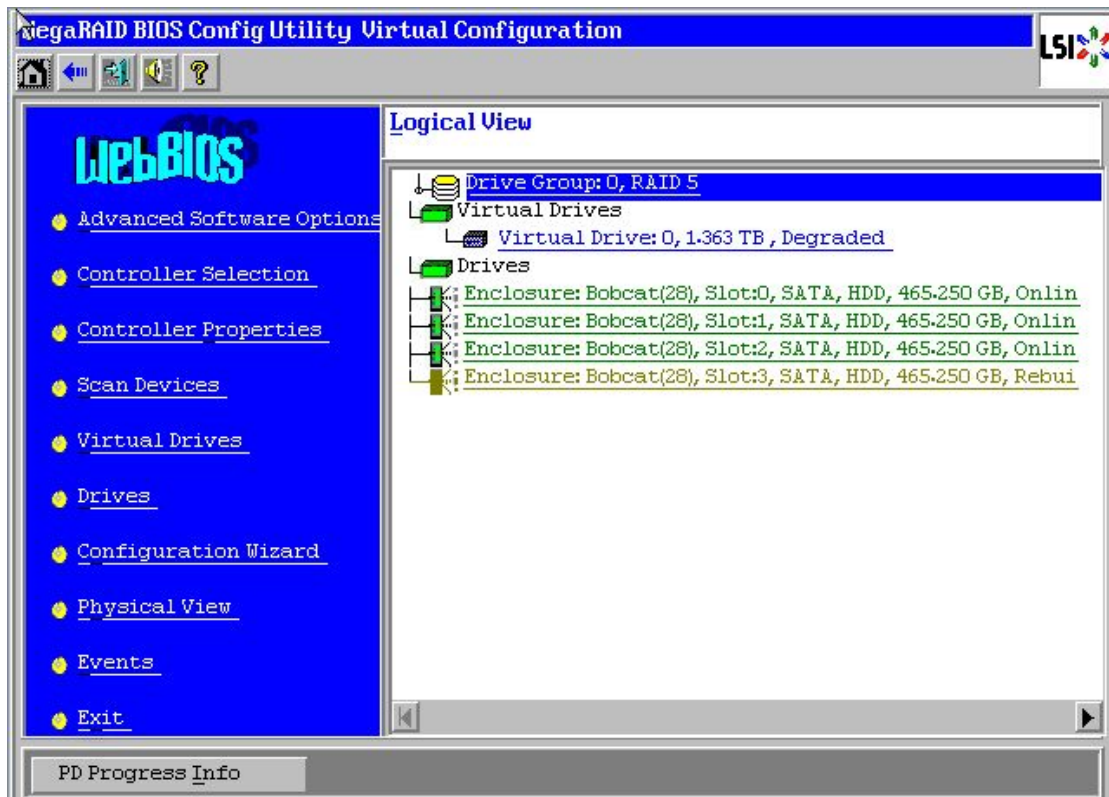 MegaRAID BIOS Config Utility Virtual Configuration
LSI
WebBIOS
Advanced Software Options
Controller Selection
Controller Properties
Scan Devices
Virtual Drives
Drives
Configuration Wizard
Physical View
Events
Exit
Logical View
Drive Group: 0, RAID 5
Virtual Drives
Virtual Drive: 0, 1.363 TB , Degraded
Drives
Enclosure: Bobcat(28), Slot:0, SATA, HDD, 465.250 GB, Onlin
Enclosure: Bobcat(28), Slot:1, SATA, HDD, 465.250 GB, Onlin
Enclosure: Bobcat(28), Slot:2, SATA, HDD, 465.250 GB, Onlin
Enclosure: Bobcat(28), Slot:3, SATA, HDD, 465.250 GB, Rebui
PD Progress Info